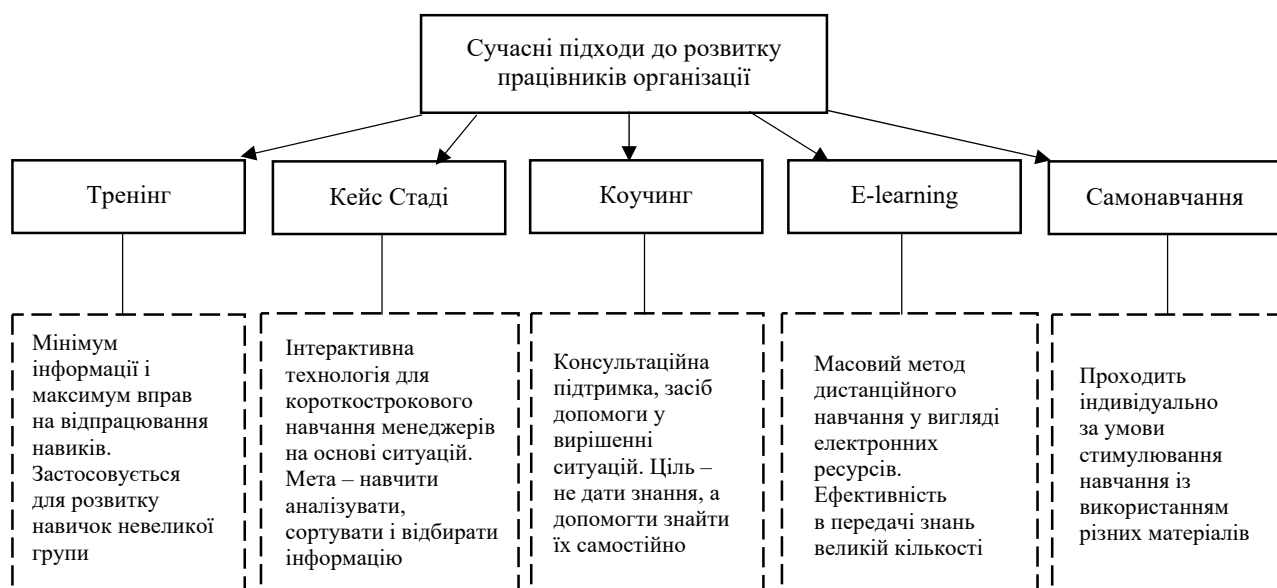 Сучасні підходи до розвитку
працівників організації
Тренінг
Кейс Стаді
Коучинг
E-learning
Самонавчання
Мінімум
інформації і
максимум вправ
на відпрацювання
навиків.
Застосовується
для розвитку
навичок невеликої
групи
Інтерактивна
технологія для
короткострокового
навчання менеджерів
на основі ситуацій.
Мета – навчити
аналізувати,
сортувати і відбирати
інформацію
Консультаційна
підтримка, засіб
допомоги у
вирішенні
ситуацій. Ціль –
не дати знання, а
допомогти знайти
їх самостійно
Масовий метод
дистанційного
навчання у вигляді
електронних
ресурсів.
Ефективність
в передачі знань
великій кількості
Проходить
індивідуально
за умови
стимулювання
навчання із
використанням
різних матеріалів